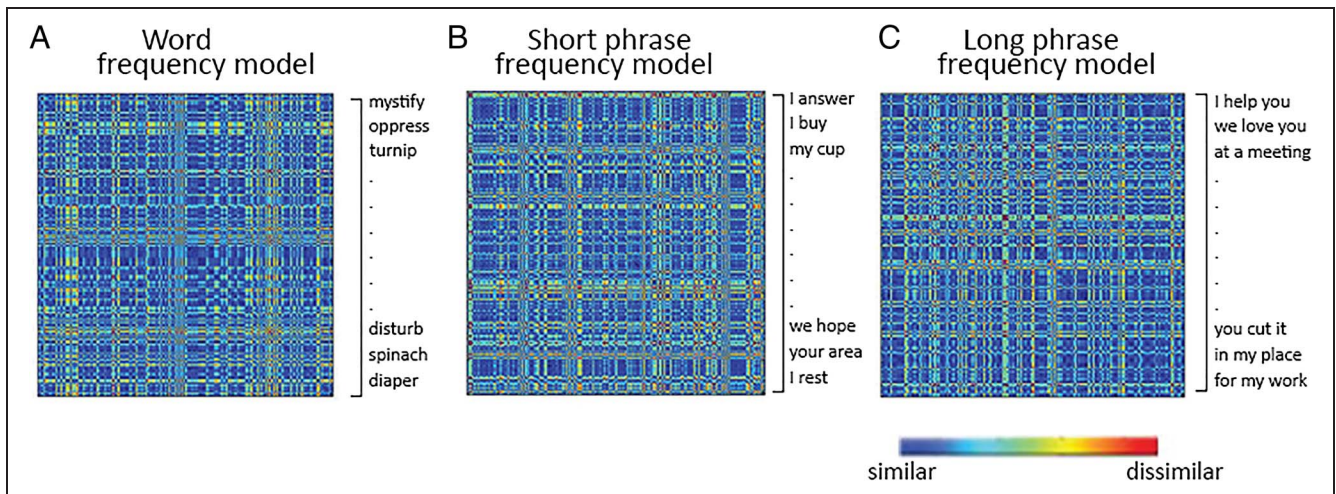 A
Word
frequency model
mystify
oppress
turnip
.
.
.
.
.
disturb
spinach
diaper
B
Short phrase
frequency model
I answer
I buy
my cup
.
.
.
.
.
we hope
your area
I rest
C
Long phrase
frequency model
I help you
we love you
at a meeting
.
.
.
.
.
.
you cut it
in my place
for my work
similar
dissimilar